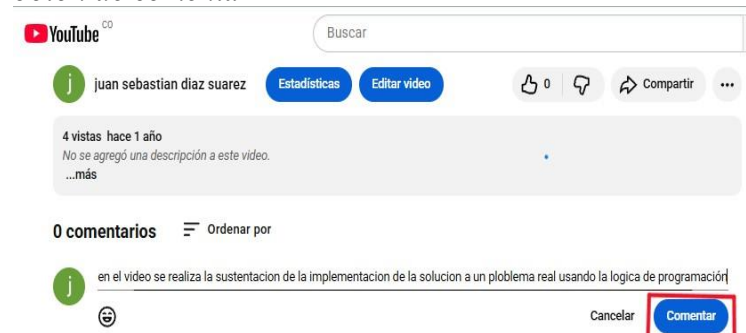 YouTube CO
Buscar
j juan sebastian diaz suarez Estadísticas Editar video 0 Compartir ...
4 vistas hace 1 año
No se agregó una descripción a este video.
...más
0 comentarios Ordenar por
j en el video se realiza la sustentacion de la implementacion de la solucion a un ploblema real usando la logica de programación
Cancelar Comentar